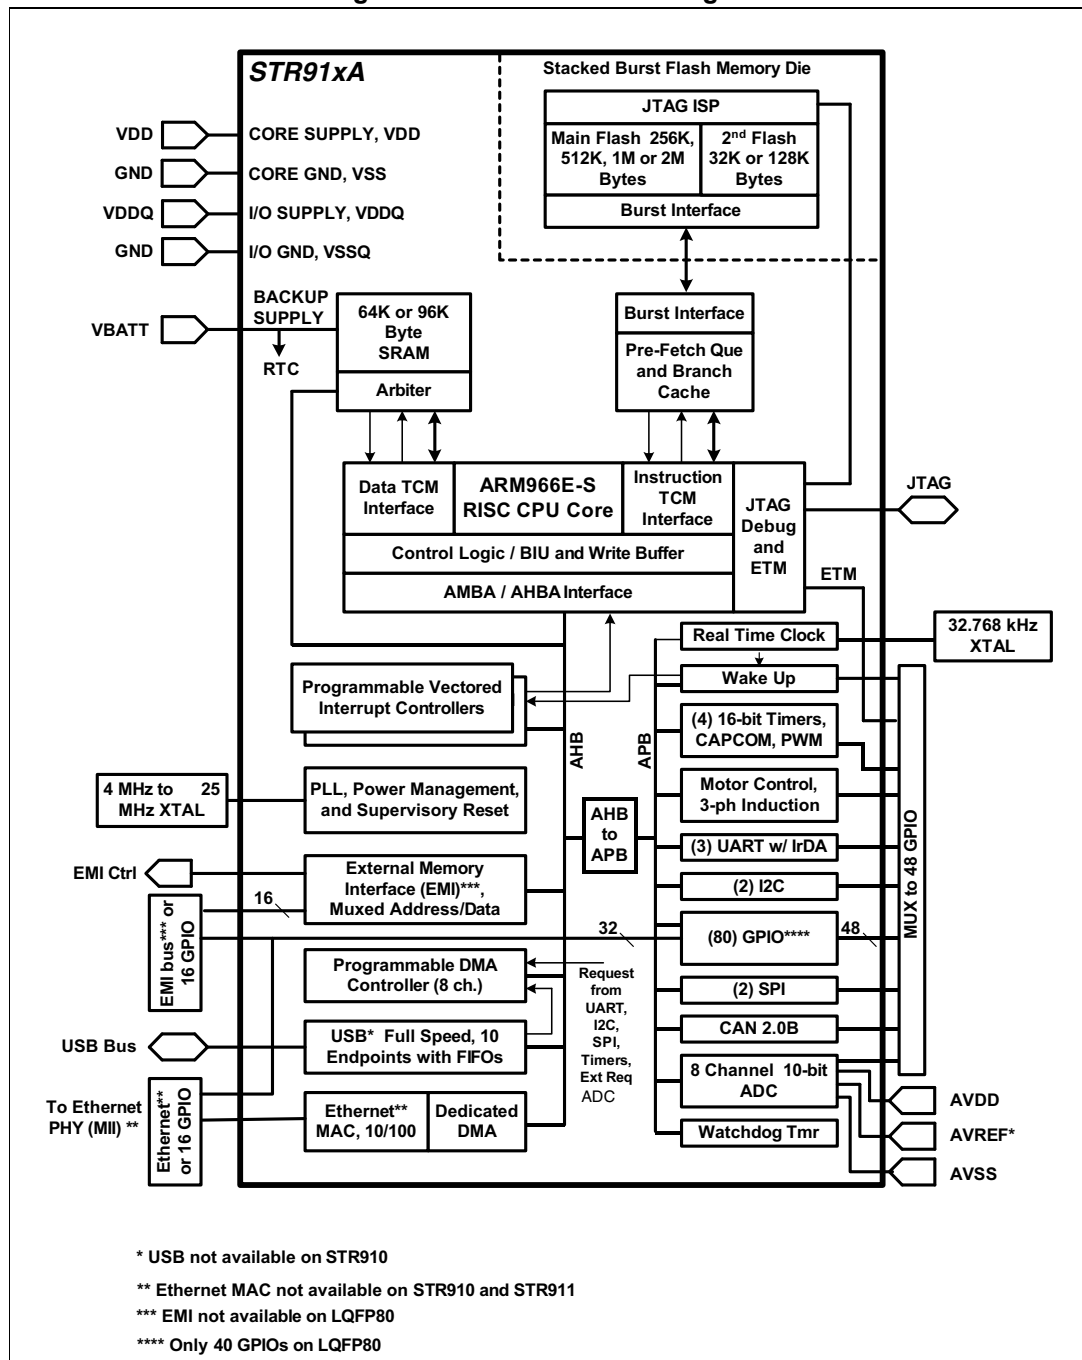 STR91xA
Stacked Burst Flash Memory Die
JTAG ISP
Main Flash 256K,
512K, 1M or 2M
Bytes
2nd Flash
32K or 128K
Bytes
Burst Interface
VDD
CORE SUPPLY, VDD
GND
CORE GND, VSS
VDDQ
I/O SUPPLY, VDDQ
GND
I/O GND, VSSQ
VBATT
BACKUP
SUPPLY
RTC
64K or 96K
Byte
SRAM
Arbiter
Burst Interface
Pre-Fetch Que
and Branch
Cache
Data TCM
Interface
ARM966E-S
RISC CPU Core
Instruction
TCM
Interface
JTAG
Debug
and
ETM
JTAG
Control Logic / BIU and Write Buffer
AMBA / AHBA Interface
ETM
Real Time Clock
32.768 kHz
XTAL
Wake Up
Programmable Vectored
Interrupt Controllers
AHB
APB
(4) 16-bit Timers,
CAPCOM, PWM
4 MHz to 25
MHz XTAL
PLL, Power Management,
and Supervisory Reset
Motor Control,
3-ph Induction
AHB
to
APB
(3) UART w/ IrDA
MUX to 48 GPIO
EMI Ctrl
External Memory
Interface (EMI)***,
Muxed Address/Data
16
(2) I2C
EMI bus*** or
16 GPIO
32
(80) GPIO****
48
Programmable DMA
Controller (8 ch.)
Request
from
UART,
I2C,
SPI,
Timers,
Ext Req
ADC
(2) SPI
USB Bus
USB* Full Speed, 10
Endpoints with FIFOs
CAN 2.0B
8 Channel 10-bit
ADC
AVDD
To Ethernet
PHY (MII) **
Ethernet**
or 16 GPIO
Ethernet**
MAC, 10/100
Dedicated
DMA
Watchdog Tmr
AVREF*
AVSS
* USB not available on STR910
** Ethernet MAC not available on STR910 and STR911
*** EMI not available on LQFP80
**** Only 40 GPIOs on LQFP80